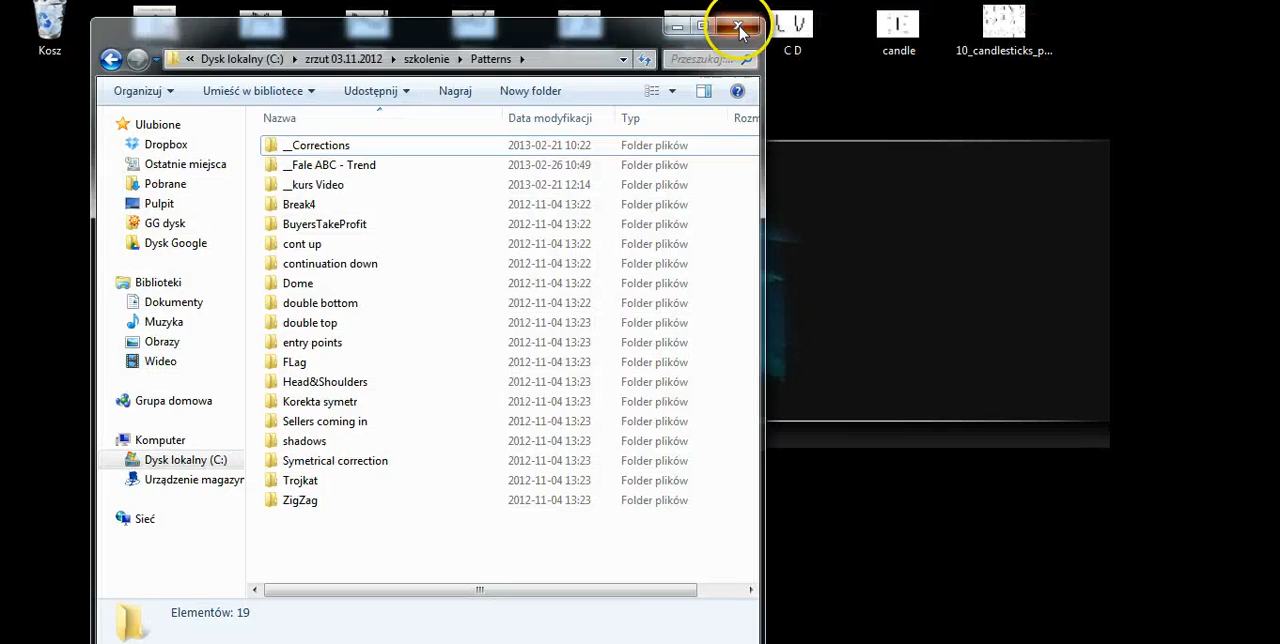 Kosz
C D
candle
10_candlesticks_p...
« Dysk lokalny (C:) ▸ zrzut 03.11.2012 ▸ szkolenie ▸ Patterns ▸
Przeszukaj:...
Organizuj Umieść w bibliotece Udostępnij Nagraj Nowy folder
Nazwa Data modyfikacji Typ Rozm
Ulubione
Dropbox
Ostatnie miejsca
Pobrane
Pulpit
GG dysk
Dysk Google
Biblioteki
Dokumenty
Muzyka
Obrazy
Wideo
Grupa domowa
Komputer
Dysk lokalny (C:)
Urządzenie magazyn
Sieć
__Corrections 2013-02-21 10:22 Folder plików
__Fale ABC - Trend 2013-02-26 10:49 Folder plików
__kurs Video 2013-02-21 12:14 Folder plików
Break4 2012-11-04 13:22 Folder plików
BuyersTakeProfit 2012-11-04 13:22 Folder plików
cont up 2012-11-04 13:22 Folder plików
continuation down 2012-11-04 13:22 Folder plików
Dome 2012-11-04 13:22 Folder plików
double bottom 2012-11-04 13:22 Folder plików
double top 2012-11-04 13:23 Folder plików
entry points 2012-11-04 13:23 Folder plików
FLag 2012-11-04 13:23 Folder plików
Head&Shoulders 2012-11-04 13:23 Folder plików
Korekta symetr 2012-11-04 13:23 Folder plików
Sellers coming in 2012-11-04 13:23 Folder plików
shadows 2012-11-04 13:23 Folder plików
Symetrical correction 2012-11-04 13:23 Folder plików
Trojkat 2012-11-04 13:23 Folder plików
ZigZag 2012-11-04 13:23 Folder plików
Elementów: 19